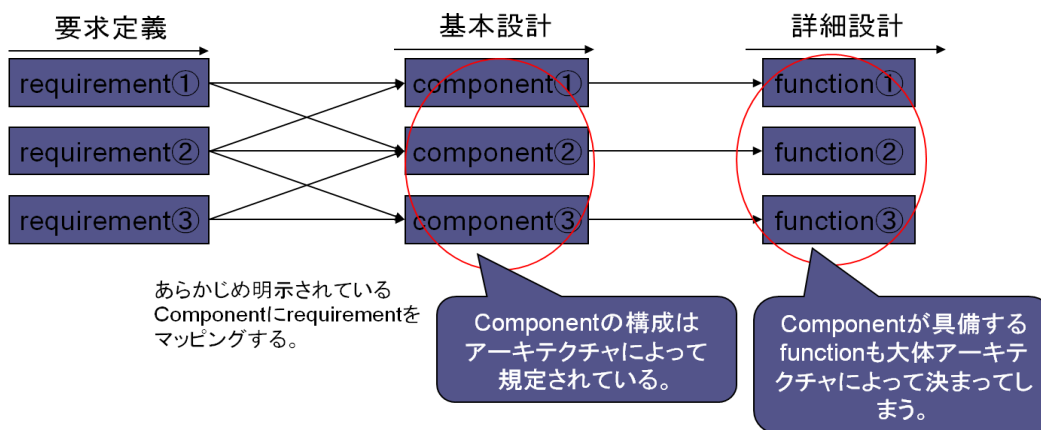 要求定義
基本設計
詳細設計
requirement①
component①
function①
requirement②
component②
function②
requirement③
component③
function③
あらかじめ明示されている
Componentにrequirementを
マッピングする。
Componentの構成は
アーキテクチャによって
規定されている。
Componentが具備する
functionも大体アーキテ
クチャによって決まってし
まう。